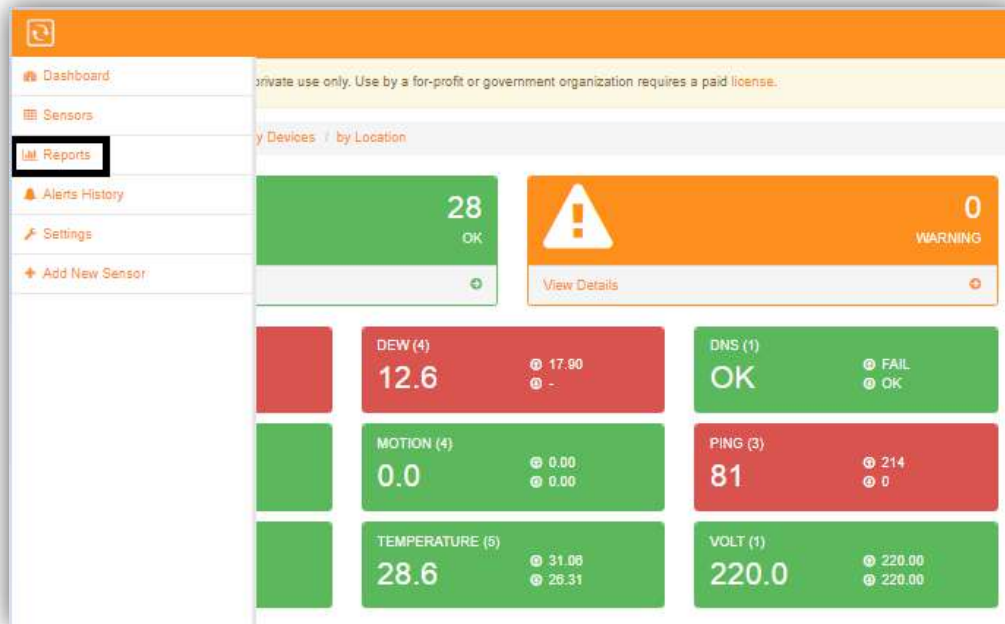 Dashboard
Sensors
Reports
Alerts History
Settings
Add New Sensor
private use only. Use by a for-profit or government organization requires a paid license.
y Devices / by Location
28
OK
0
WARNING
View Details
DEW (4)
12.6
17.90
-
DNS (1)
OK
FAIL
OK
MOTION (4)
0.0
0.00
0.00
PING (3)
81
214
0
TEMPERATURE (5)
28.6
31.06
26.31
VOLT (1)
220.0
220.00
220.00